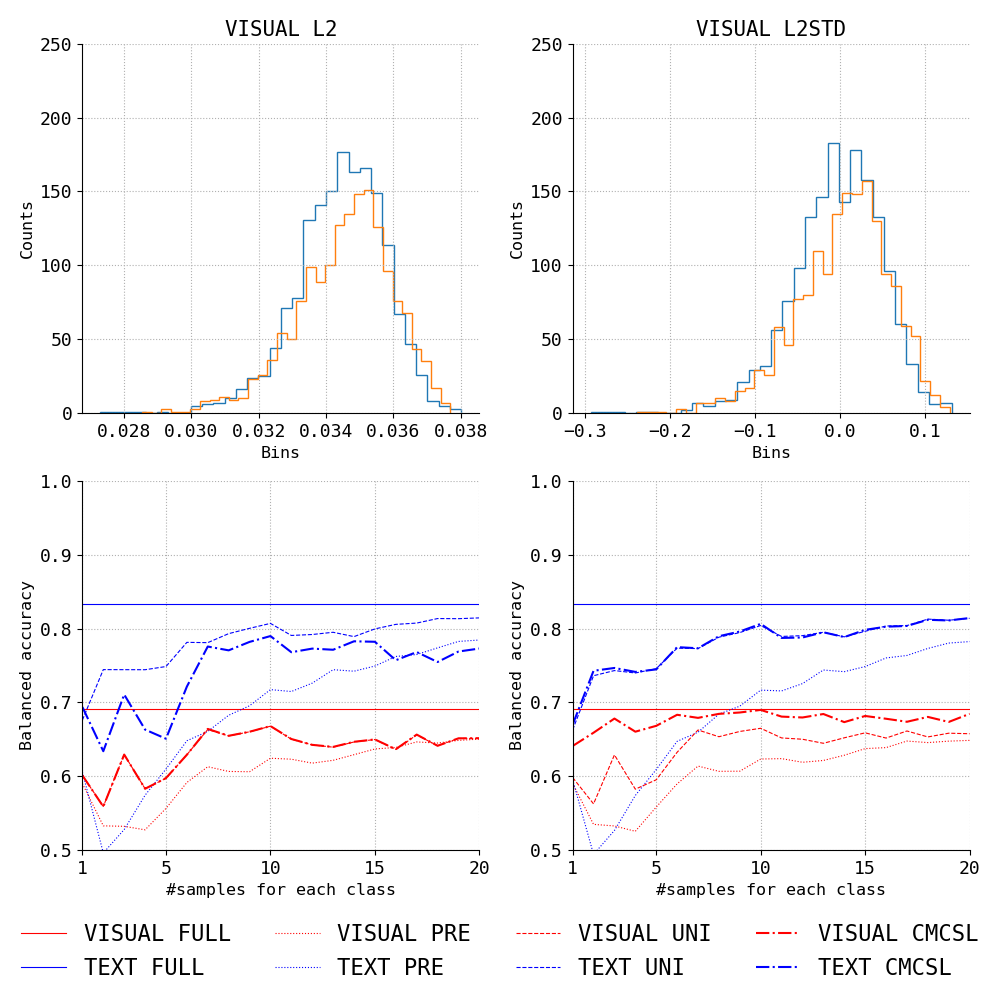 VISUAL L2
VISUAL L2STD
250
200
150
100
50
0
Counts
0.028 0.030 0.032 0.034 0.036 0.038
Bins
250
200
150
100
50
0
Counts
−0.3 −0.2 −0.1 0.0 0.1
Bins
1.0
0.9
0.8
0.7
0.6
0.5
Balanced accuracy
1 5 10 15 20
#samples for each class
1.0
0.9
0.8
0.7
0.6
0.5
Balanced accuracy
1 5 10 15 20
#samples for each class
VISUAL FULL VISUAL PRE VISUAL UNI VISUAL CMCSL
TEXT FULL TEXT PRE TEXT UNI TEXT CMCSL